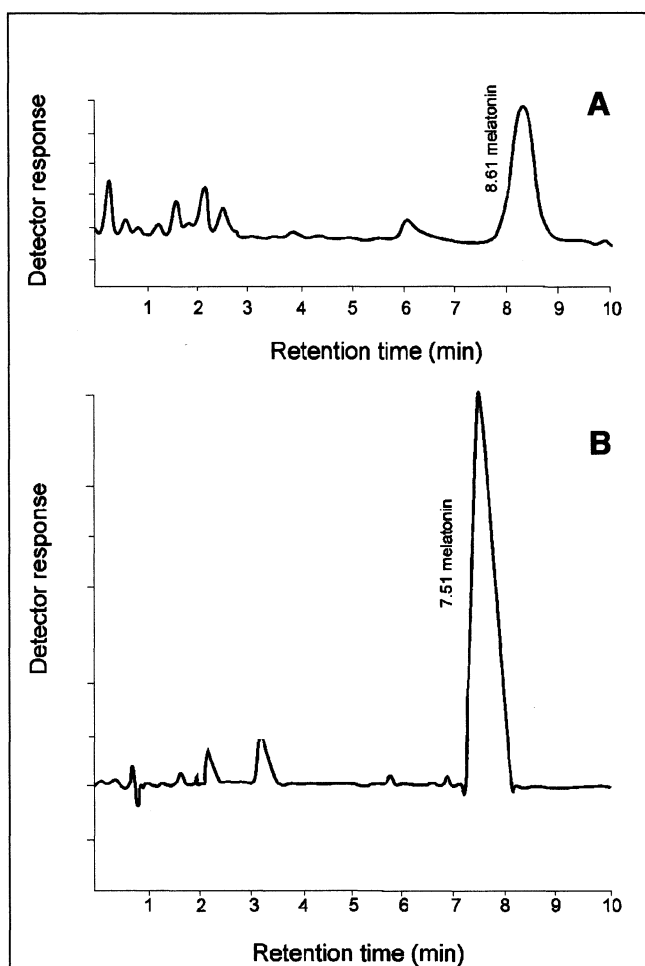 A
8.61 melatonin
Detector response
1 2 3 4 5 6 7 8 9 10
Retention time (min)
B
7.51 melatonin
Detector response
1 2 3 4 5 6 7 8 9 10
Retention time (min)